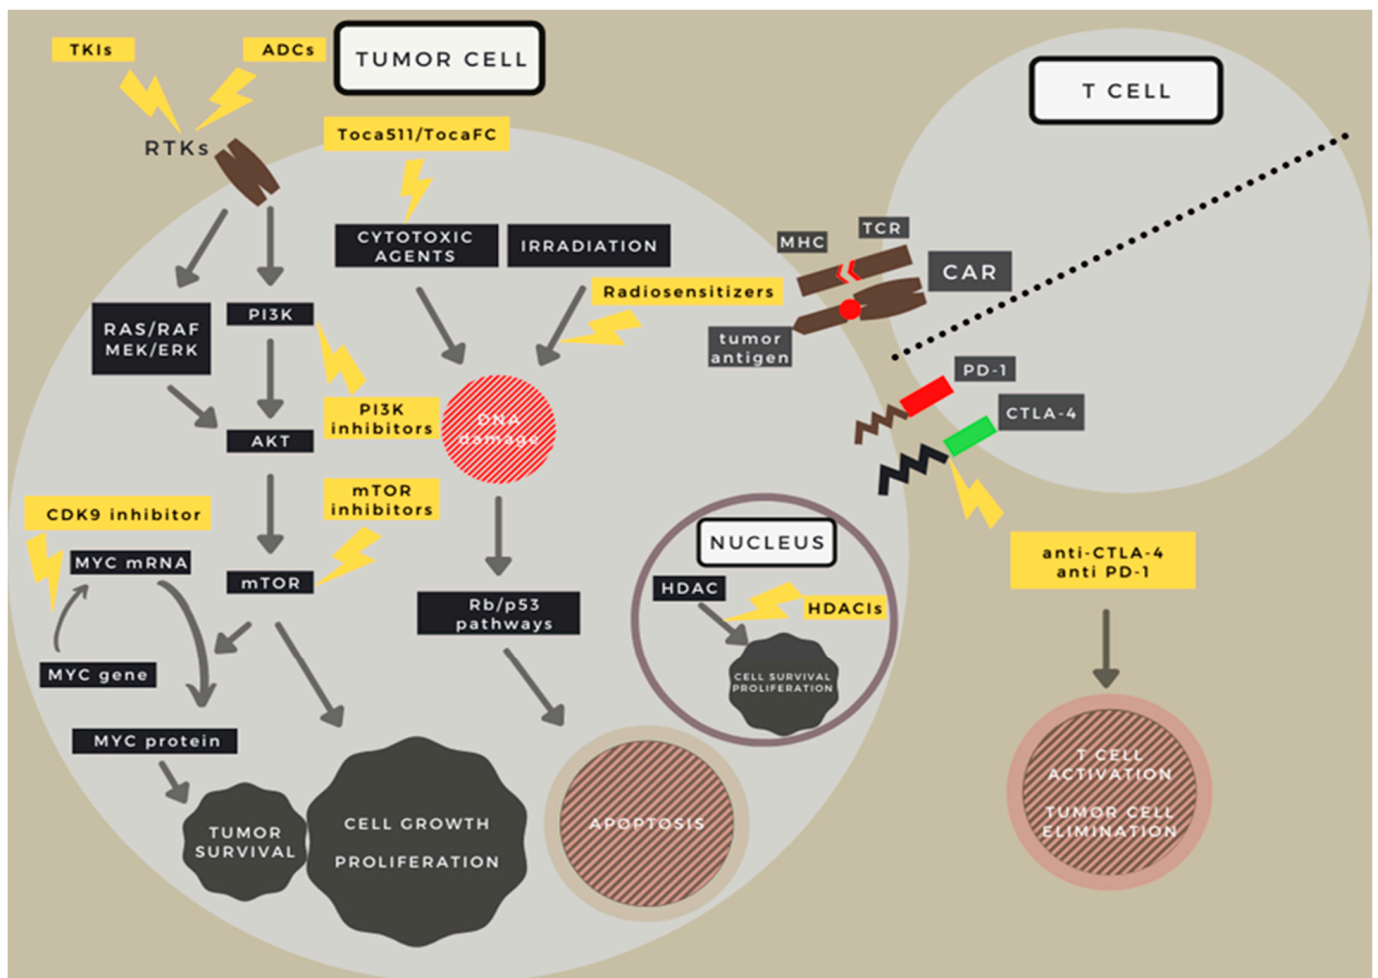 TKIs
ADCs
TUMOR CELL
T CELL
RTKs
Toca511/TocaFC
CYTOTOXIC
AGENTS
IRRADIATION
MHC
TCR
CAR
Radiosensitizers
RAS/RAF
MEK/ERK
PI3K
tumor
antigen
PD-1
CTLA-4
PI3K
inhibitors
DNA
damage
AKT
mTOR
inhibitors
CDK9 inhibitor
MYC mRNA
mTOR
NUCLEUS
anti-CTLA-4
anti PD-1
HDAC
HDACIs
Rb/p53
pathways
MYC gene
CELL SURVIVAL
PROLIFERATION
MYC protein
T CELL
ACTIVATION
TUMOR CELL
ELIMINATION
TUMOR
SURVIVAL
CELL GROWTH
PROLIFERATION
APOPTOSIS